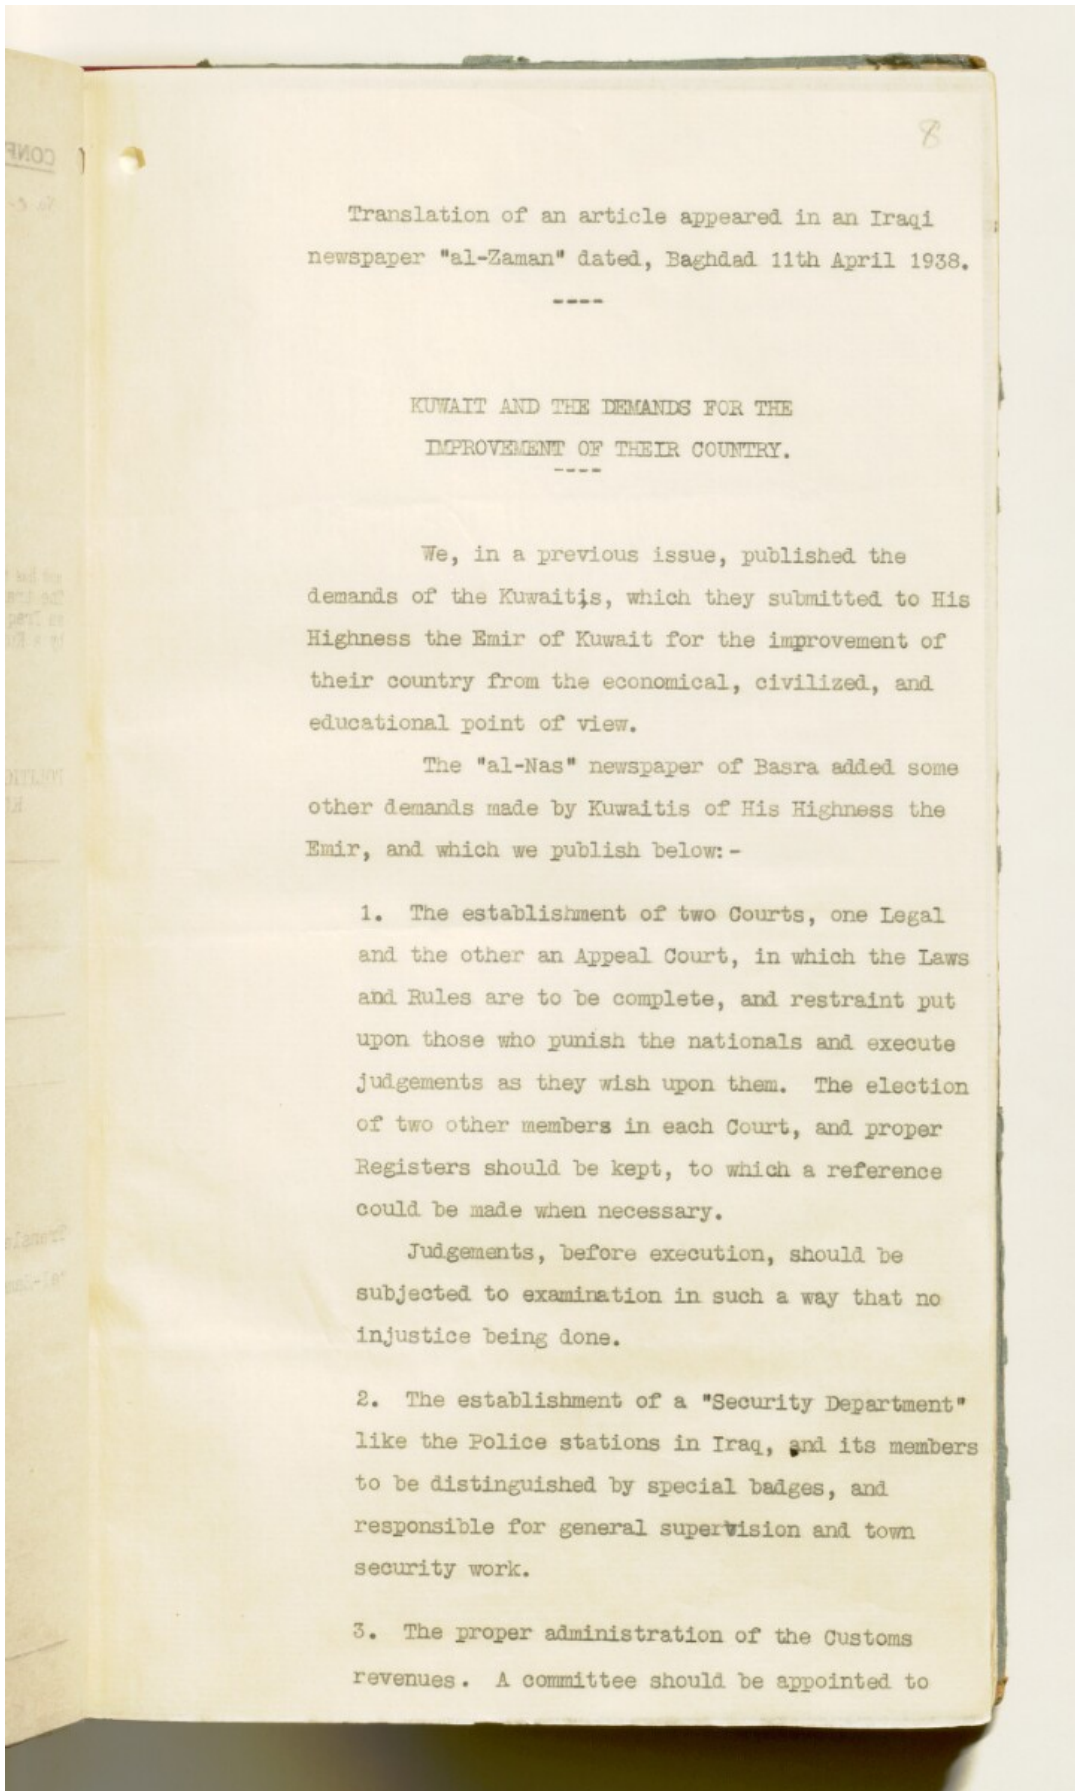 8
Translation of an article appeared in an Iraqi
newspaper "al-Zaman" dated, Baghdad 11th April 1938.
----
KUWAIT AND THE DEMANDS FOR THE
IMPROVEMENT OF THEIR COUNTRY.
----
We, in a previous issue, published the
demands of the Kuwaitis, which they submitted to His
Highness the Emir of Kuwait for the improvement of
their country from the economical, civilized, and
educational point of view.
The "al-Nas" newspaper of Basra added some
other demands made by Kuwaitis of His Highness the
Emir, and which we publish below:-
1. The establishment of two Courts, one Legal
and the other an Appeal Court, in which the Laws
and Rules are to be complete, and restraint put
upon those who punish the nationals and execute
judgements as they wish upon them. The election
of two other members in each Court, and proper
Registers should be kept, to which a reference
could be made when necessary.
Judgements, before execution, should be
subjected to examination in such a way that no
injustice being done.
2. The establishment of a "Security Department"
like the Police stations in Iraq, and its members
to be distinguished by special badges, and
responsible for general supervision and town
security work.
3. The proper administration of the Customs
revenues. A committee should be appointed to